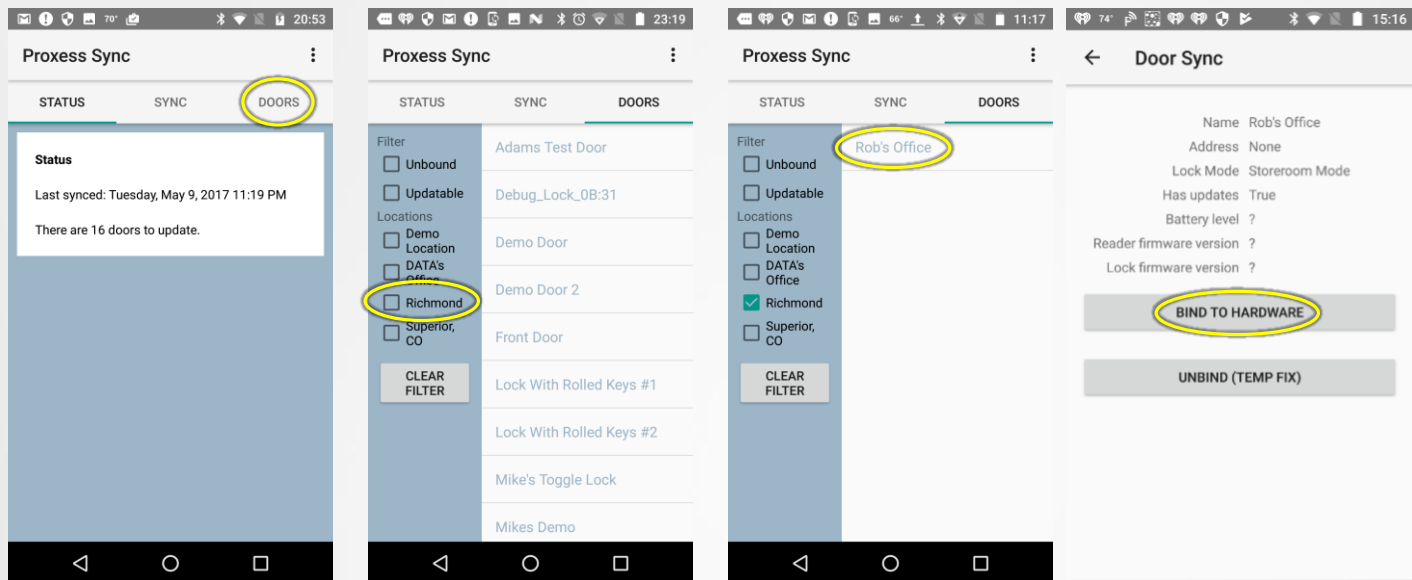 70° 20:53
Proxess Sync
STATUS SYNC DOORS
Status
Last synced: Tuesday, May 9, 2017 11:19 PM
There are 16 doors to update.
23:19
Proxess Sync
STATUS SYNC DOORS
Filter
Unbound
Updatable
Locations
Demo
Location
DATA's
Office
Richmond
Superior,
CO
CLEAR
FILTER
Adams Test Door
Debug_Lock_0B:31
Demo Door
Demo Door 2
Front Door
Lock With Rolled Keys #1
Lock With Rolled Keys #2
Mike's Toggle Lock
Mikes Demo
66° 11:17
Proxess Sync
STATUS SYNC DOORS
Filter
Unbound
Updatable
Locations
Demo
Location
DATA's
Office
Richmond
Superior,
CO
CLEAR
FILTER
Rob's Office
74° 15:16
Door Sync
Name Rob's Office
Address None
Lock Mode Storeroom Mode
Has updates True
Battery level ?
Reader firmware version ?
Lock firmware version ?
BIND TO HARDWARE
UNBIND (TEMP FIX)